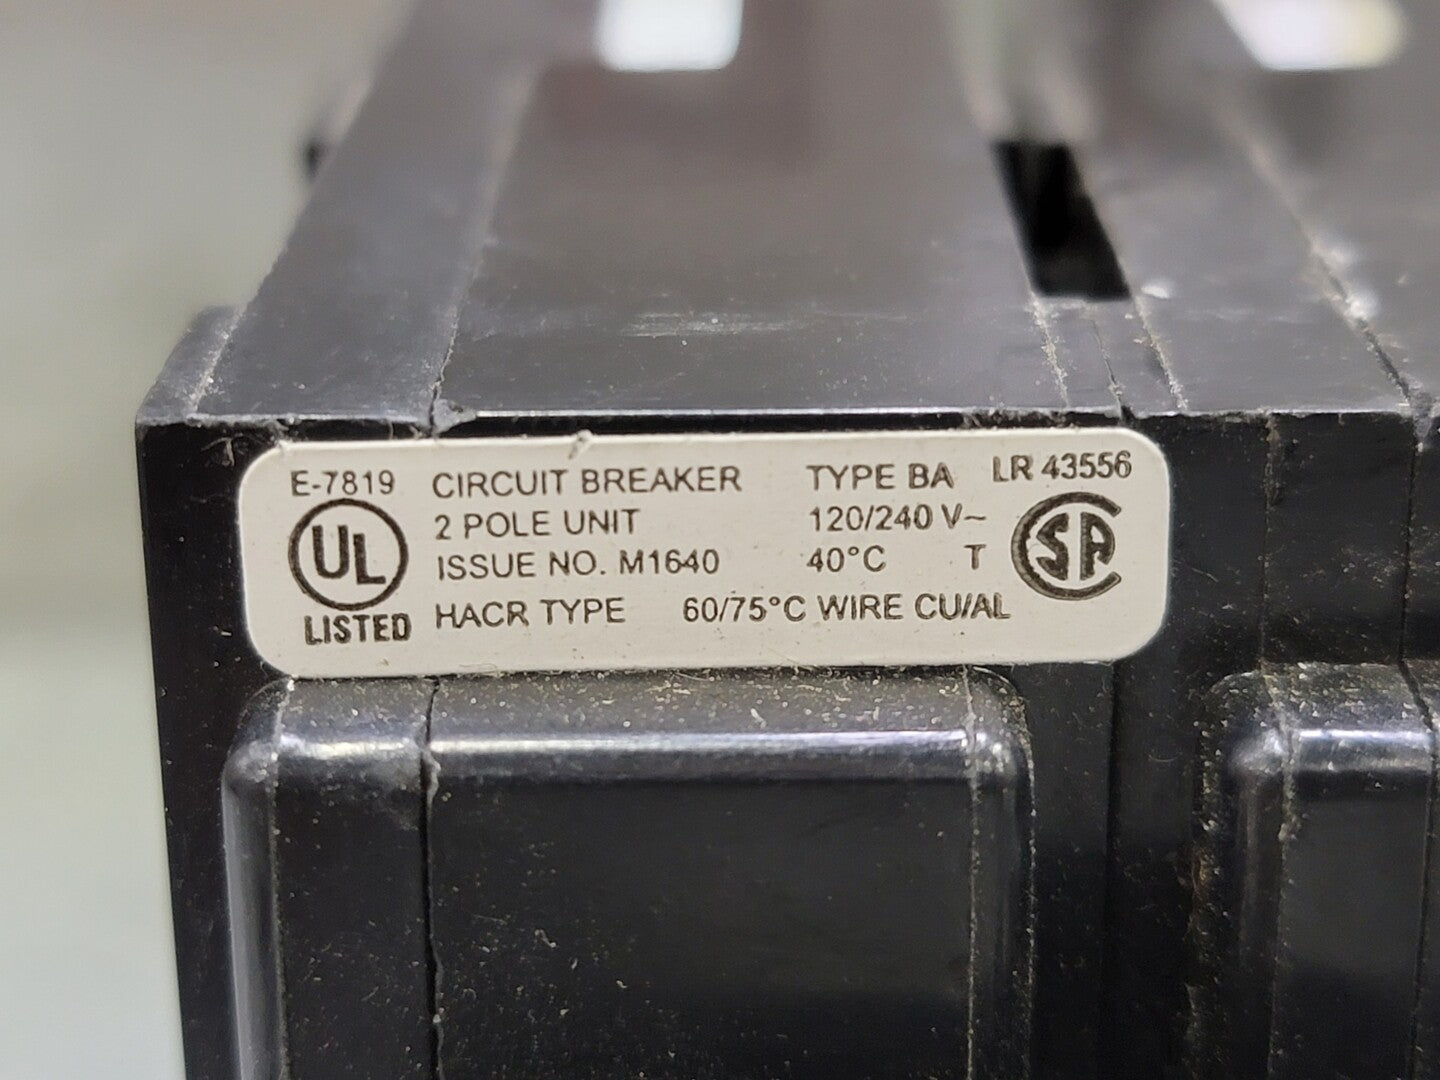 E-7819 CIRCUIT BREAKER TYPE BA LR 43556
2 POLE UNIT 120/240 V~
UL ISSUE NO. M1640 40°C T SA
LISTED HACR TYPE 60/75°C WIRE CU/AL